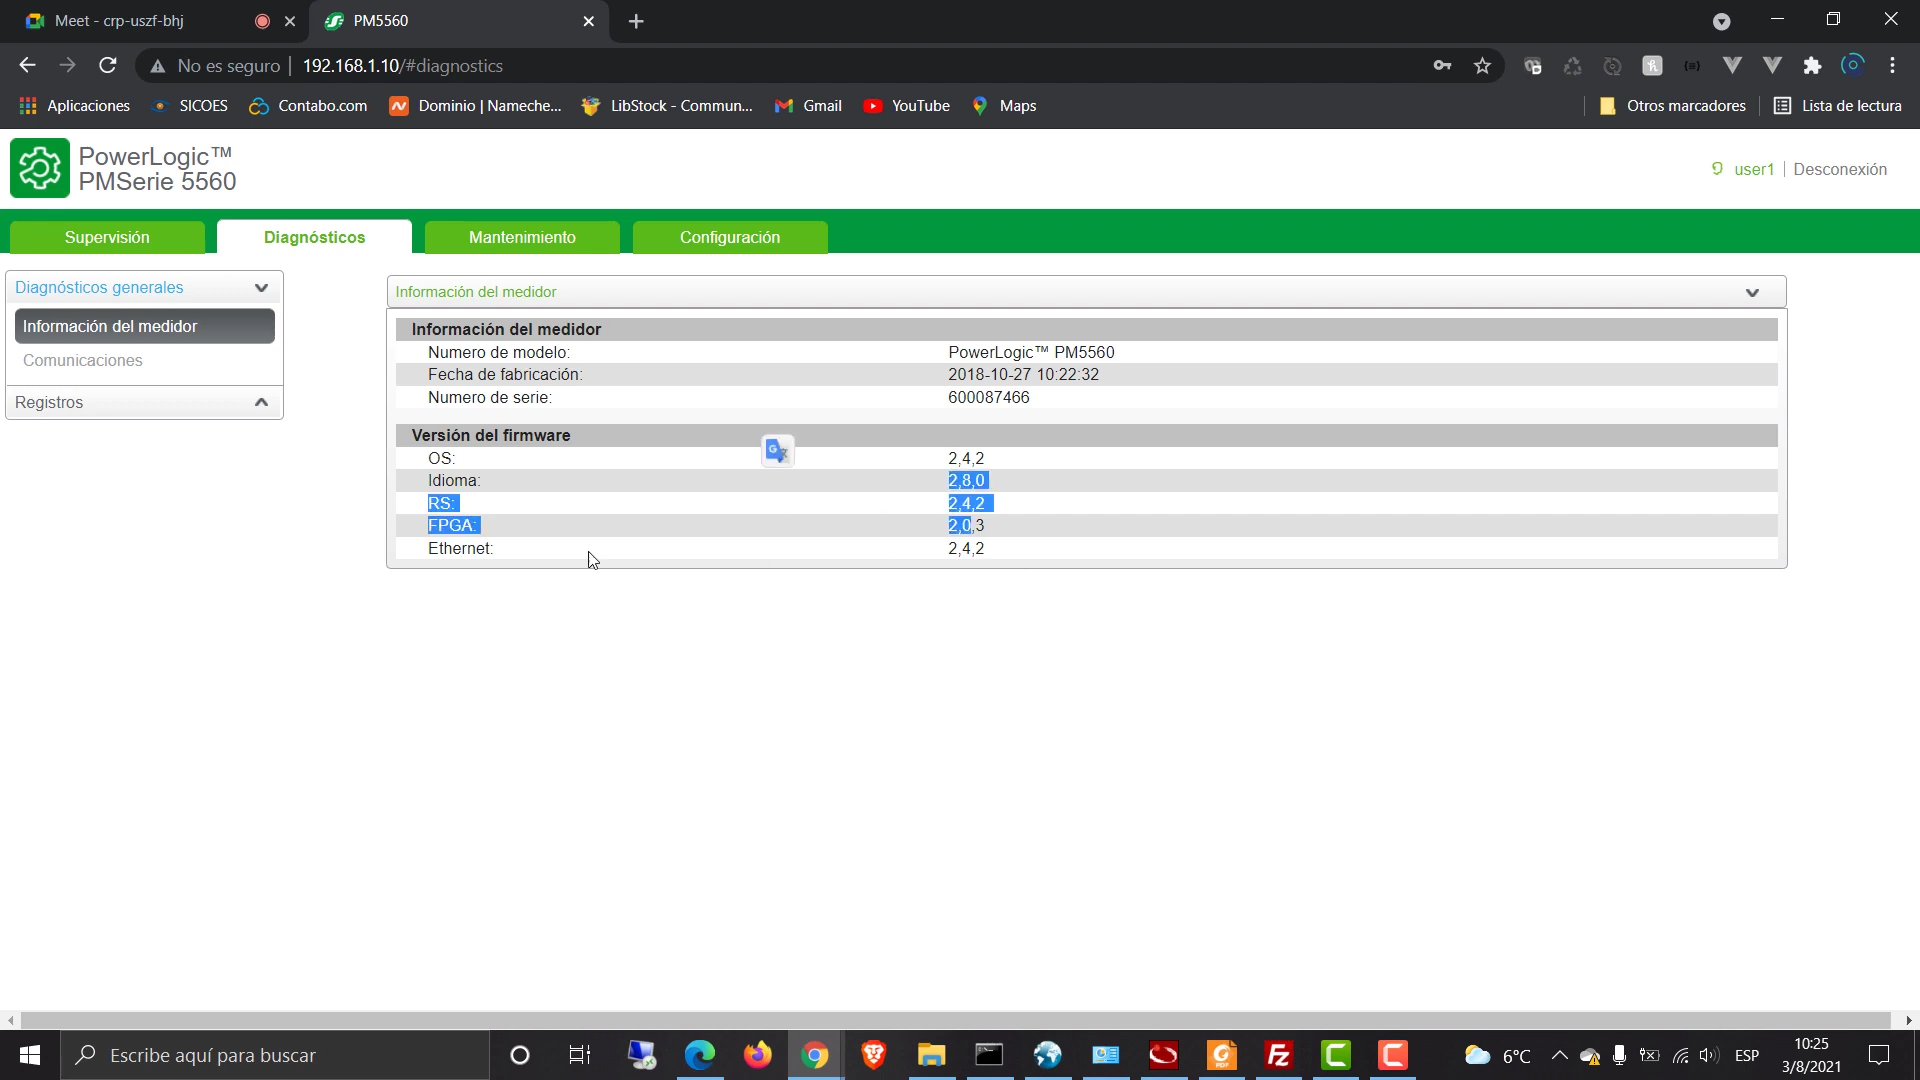 Meet - crp-uszf-bhj
PM5560
No es seguro 192.168.1.10/#diagnostics
Aplicaciones SICOES Contabo.com Dominio | Nameche... LibStock - Commun... Gmail YouTube Maps Otros marcadores Lista de lectura
PowerLogic™
PMSerie 5560
user1 Desconexión
Supervisión Diagnósticos Mantenimiento Configuración
Diagnósticos generales
Información del medidor
Comunicaciones
Registros
Información del medidor
Información del medidor
Numero de modelo: PowerLogic™ PM5560
Fecha de fabricación: 2018-10-27 10:22:32
Numero de serie: 600087466
Versión del firmware
OS: 2,4,2
Idioma: 2,8,0
RS: 2,4,2
FPGA: 2,0,3
Ethernet: 2,4,2
Escribe aquí para buscar
6°C
ESP
10:25
3/8/2021